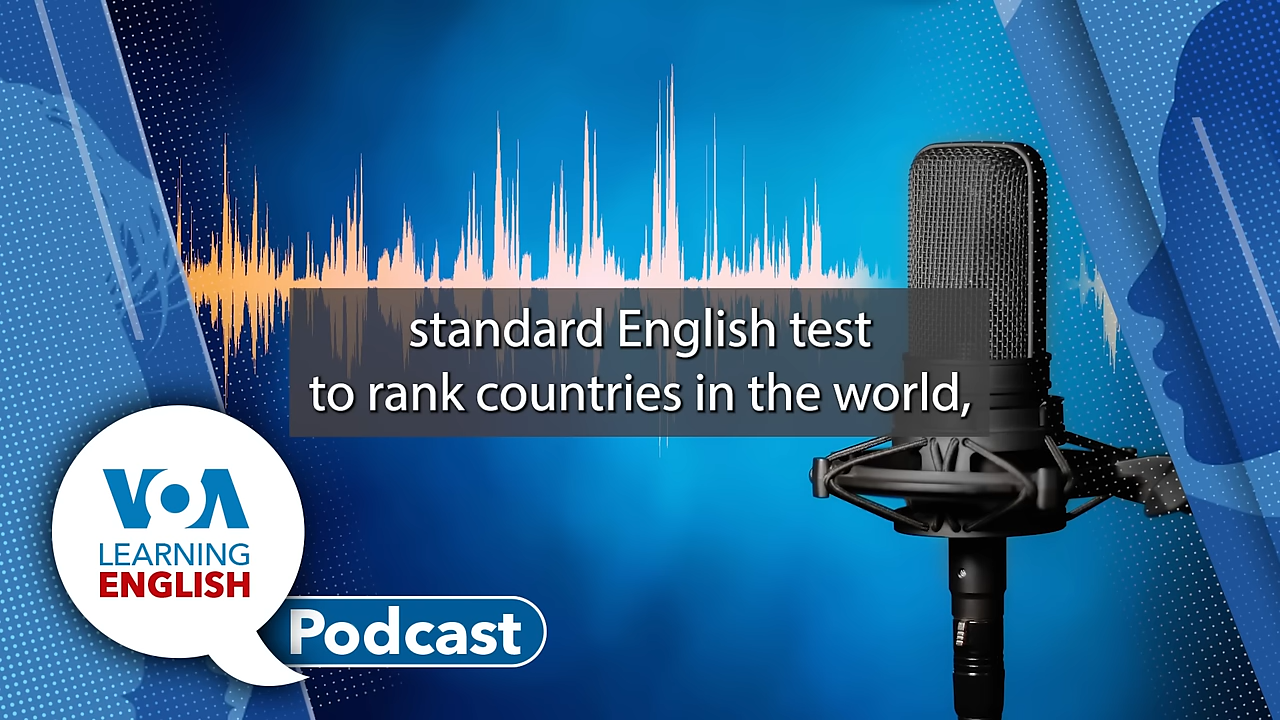 standard English test
to rank countries in the world,
VOA
LEARNING
ENGLISH
Podcast